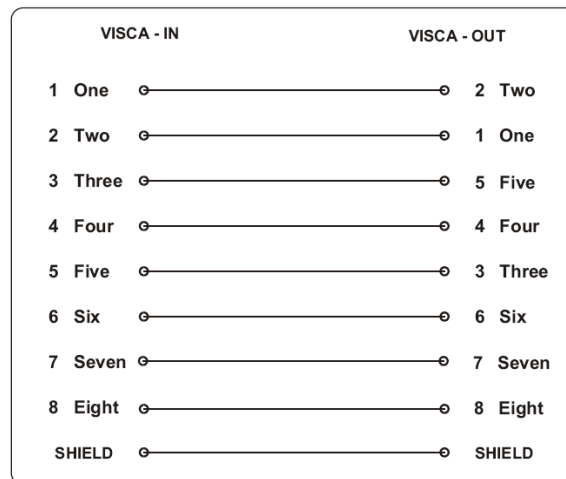 VISCA - IN VISCA - OUT
1 One 2 Two
2 Two 1 One
3 Three 5 Five
4 Four 4 Four
5 Five 3 Three
6 Six 6 Six
7 Seven 7 Seven
8 Eight 8 Eight
SHIELD SHIELD